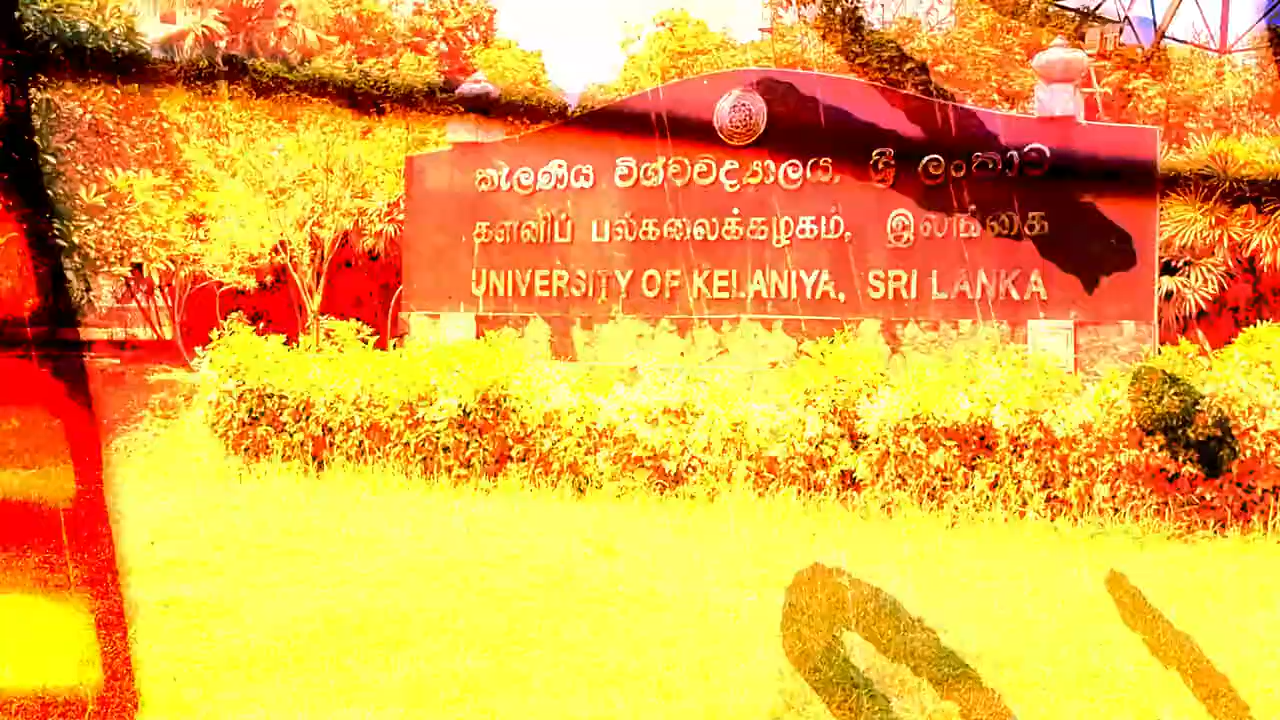 කැලණිය විශ්වවිද්‍යාලය, ශ්‍රී ලංකාව
களனிப் பல்கலைக்கழகம், இலங்கை
UNIVERSITY OF KELANIYA, SRI LANKA